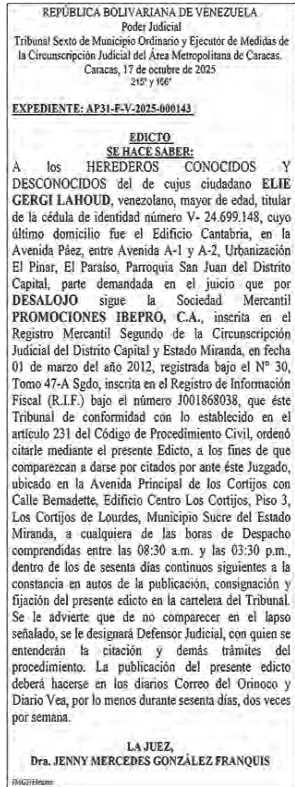 REPÚBLICA BOLIVARIANA DE VENEZUELA
Poder Judicial
Tribunal Sexto de Municipio Ordinario y Ejecutor de Medidas de
la Circunscripción Judicial del Área Metropolitana de Caracas.
Caracas, 17 de octubre de 2025
215º y 166º
EXPEDIENTE: AP31-F-V-2025-000143
EDICTO
SE HACE SABER:
A los HEREDEROS CONOCIDOS Y
DESCONOCIDOS del de cujus ciudadano ELIE
GERGI LAHOUD, venezolano, mayor de edad, titular
de la cédula de identidad número V- 24.699.148, cuyo
último domicilio fue el Edificio Cantabria, en la
Avenida Páez, entre Avenida A-1 y A-2, Urbanización
El Pinar, El Paraíso, Parroquia San Juan del Distrito
Capital, parte demandada en el juicio que por
DESALOJO sigue la Sociedad Mercantil
PROMOCIONES IBEPRO, C.A., inscrita en el
Registro Mercantil Segundo de la Circunscripción
Judicial del Distrito Capital y Estado Miranda, en fecha
01 de marzo del año 2012, registrada bajo el N° 30,
Tomo 47-A Sgdo, inscrita en el Registro de Información
Fiscal (R.I.F.) bajo el número J001868038, que éste
Tribunal de conformidad con lo establecido en el
artículo 231 del Código de Procedimiento Civil, ordenó
citarle mediante el presente Edicto, a los fines de que
comparezcan a darse por citados por ante éste Juzgado,
ubicado en la Avenida Principal de los Cortijos con
Calle Bernadette, Edificio Centro Los Cortijos, Piso 3,
Los Cortijos de Lourdes, Municipio Sucre del Estado
Miranda, a cualquiera de las horas de Despacho
comprendidas entre las 08:30 a.m. y las 03:30 p.m.,
dentro de los de sesenta días continuos siguientes a la
constancia en autos de la publicación, consignación y
fijación del presente edicto en la cartelera del Tribunal.
Se le advierte que de no comparecer en el lapso
señalado, se le designará Defensor Judicial, con quien se
entenderán la citación y demás trámites del
procedimiento. La publicación del presente edicto
deberá hacerse en los diarios Correo del Orinoco y
Diario Vea, por lo menos durante sesenta días, dos veces
por semana.
LA JUEZ,
Dra. JENNY MERCEDES GONZÁLEZ FRANQUIS